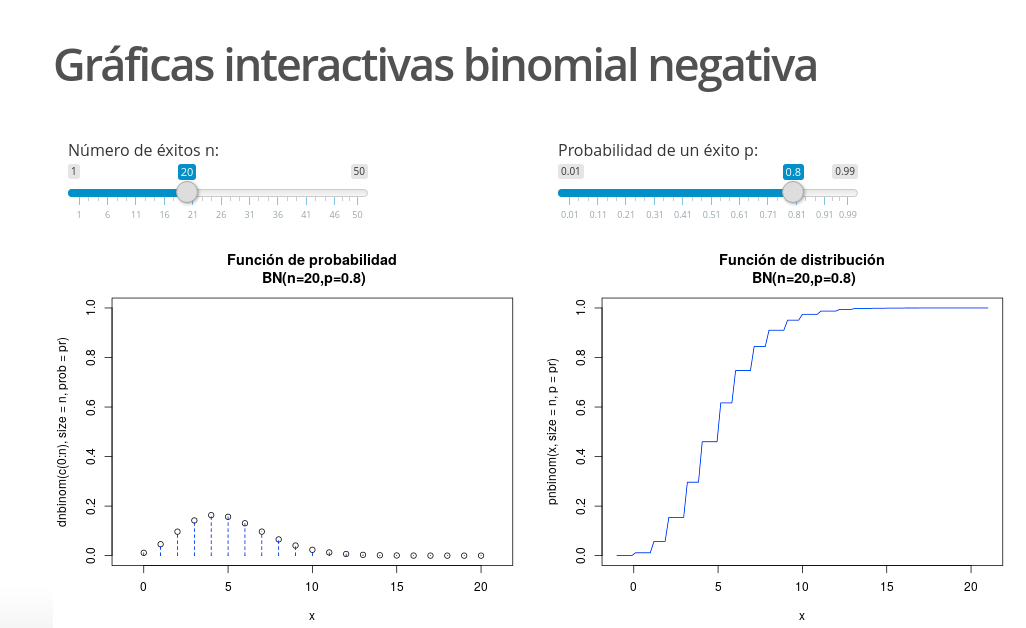 Gráficas interactivas binomial negativa
Número de éxitos n:
1 20 50
1 6 11 16 21 26 31 36 41 46 50
Probabilidad de un éxito p:
0.01 0.8 0.99
0.01 0.11 0.21 0.31 0.41 0.51 0.61 0.71 0.81 0.91 0.99
Función de probabilidad
BN(n=20,p=0.8)
dnbinom(c(0:n), size = n, prob = pr)
1.0
0.8
0.6
0.4
0.2
0.0
0 5 10 15 20
x
Función de distribución
BN(n=20,p=0.8)
pnbinom(x, size = n, p = pr)
1.0
0.8
0.6
0.4
0.2
0.0
0 5 10 15 20
x